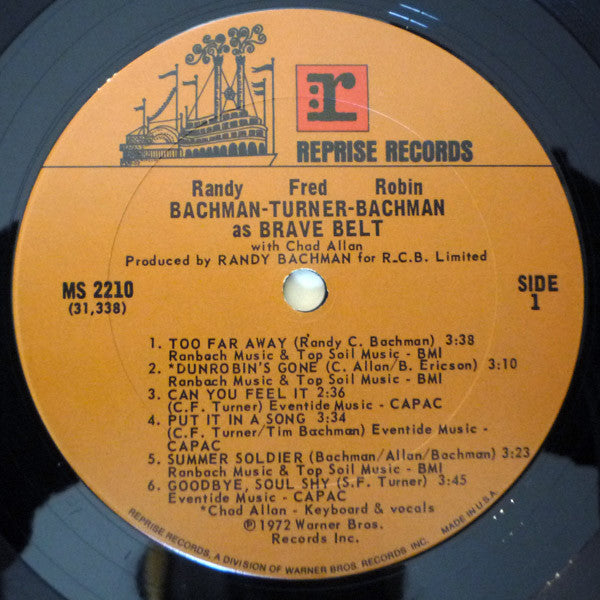 r
REPRISE RECORDS
Randy Fred Robin
BACHMAN-TURNER-BACHMAN
as BRAVE BELT
with Chad Allan
Produced by RANDY BACHMAN for R.C.B. Limited
MS 2210
(31,338)
SIDE
1
1. TOO FAR AWAY (Randy C. Bachman) 3:38
Ranbach Music & Top Soil Music - BMI
2. *DUNROBIN'S GONE (C. Allan/B. Ericson) 3:10
Ranbach Music & Top Soil Music - BMI
3. CAN YOU FEEL IT 2:36
(C.F. Turner) Eventide Music - CAPAC
4. PUT IT IN A SONG 3:34
(C.F. Turner/Tim Bachman) Eventide Music -
CAPAC
5. SUMMER SOLDIER (Bachman/Allan/Bachman) 3:23
Ranbach Music & Top Soil Music - BMI
6. GOODBYE, SOUL SHY (S.F. Turner) 3:45
Eventide Music - CAPAC
*Chad Allan - Keyboard & vocals
℗1972 Warner Bros.
Records Inc.
REPRISE RECORDS, A DIVISION OF WARNER BROS. RECORDS, INC. MADE IN U.S.A.